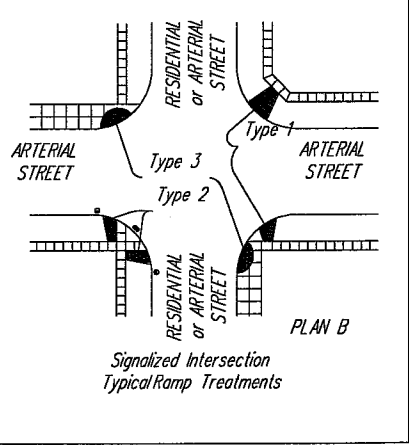 RESIDENTIAL
or ARTERIAL
STREET
Type 1
ARTERIAL
STREET
Type 3
ARTERIAL
STREET
Type 2
RESIDENTIAL
or ARTERIAL
STREET
PLAN B
Signalized Intersection
Typical Ramp Treatments